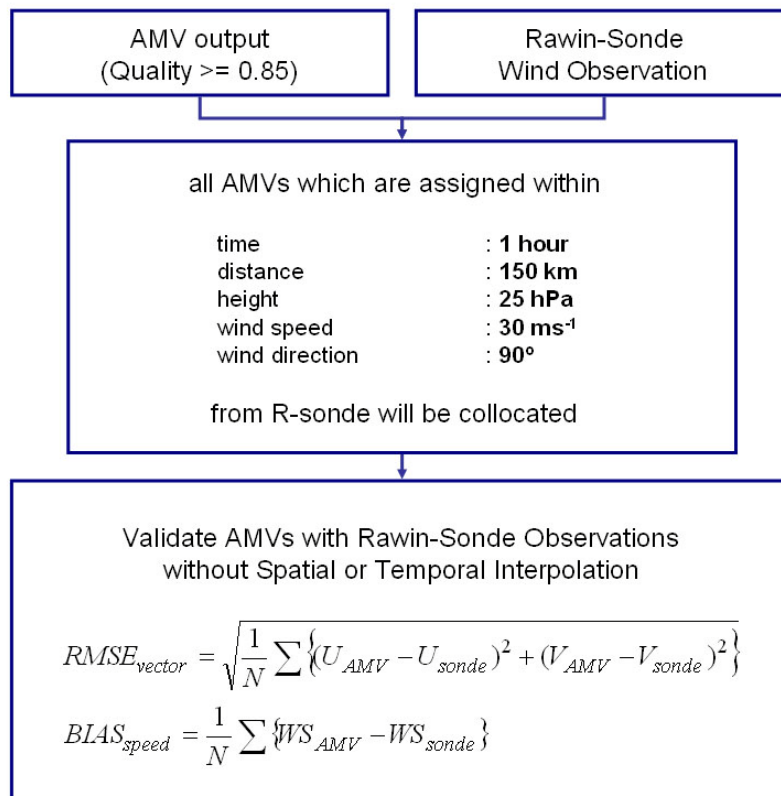 AMV output
(Quality >= 0.85)
Rawin-Sonde
Wind Observation
all AMVs which are assigned within
time : 1 hour
distance : 150 km
height : 25 hPa
wind speed : 30 ms⁻¹
wind direction : 90º
from R-sonde will be collocated
Validate AMVs with Rawin-Sonde Observations
without Spatial or Temporal Interpolation
RMSE_vector = √(1/N ∑{(U_AMV − U_sonde)² + (V_AMV − V_sonde)²})
BIAS_speed = 1/N ∑{WS_AMV − WS_sonde}